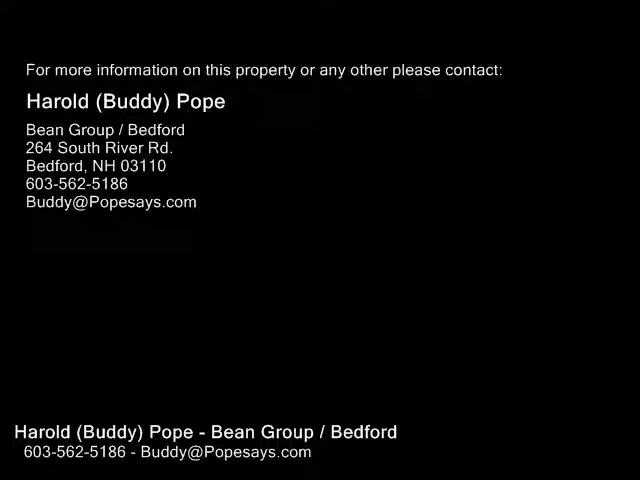 For more information on this property or any other please contact:
Harold (Buddy) Pope
Bean Group / Bedford
264 South River Rd.
Bedford, NH 03110
603-562-5186
Buddy@Popesays.com
Harold (Buddy) Pope - Bean Group / Bedford
603-562-5186 - Buddy@Popesays.com